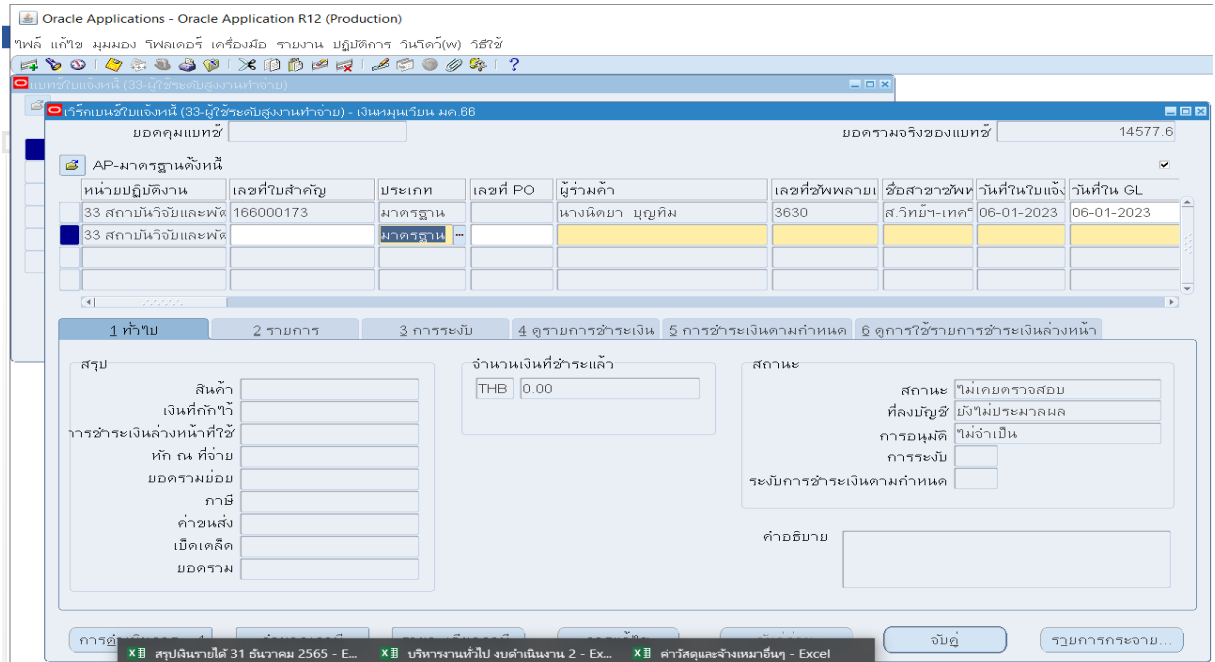 Oracle Applications - Oracle Application R12 (Production)
ไฟล์ แก้ไข มุมมอง โฟลเดอร์ เครื่องมือ รายงาน ปฏิบัติการ วินโดว์(W) วิธีใช้
แบทช์ใบแจ้งหนี้ (33-ผู้ใช้ระดับสูงงานทำจ่าย)
เวิร์กเบนช์ใบแจ้งหนี้ (33-ผู้ใช้ระดับสูงงานทำจ่าย) - เงินหมุนเวียน มค.66
ยอดคุมแบทช์ ยอดรวมจริงของแบทช์ 14577.6
AP-มาตรฐานตั้งหนี้
หน่วยปฏิบัติงาน เลขที่ใบสำคัญ ประเภท เลขที่ PO ผู้ร่วมค้า เลขที่ซัพพลายเ ชื่อสาขาซัพพ วันที่ในใบแจ้ง วันที่ใน GL
33 สถาบันวิจัยและพัต 166000173 มาตรฐาน นางนิตยา บุญทิม 3630 ส.วิทย์ฯ-เทค 06-01-2023 06-01-2023
33 สถาบันวิจัยและพัต มาตรฐาน
1 ทั่วไป 2 รายการ 3 การระงับ 4 ดูรายการชำระเงิน 5 การชำระเงินตามกำหนด 6 ดูการใช้รายการชำระเงินล่วงหน้า
สรุป จำนวนเงินที่ชำระแล้ว สถานะ
สินค้า THB 0.00 สถานะ ไม่เคยตรวจสอบ
เงินที่กักไว้ ที่ลงบัญชี ยังไม่ประมวลผล
การชำระเงินล่วงหน้าที่ใช้ การอนุมัติ ไม่จำเป็น
หัก ณ ที่จ่าย การระงับ
ยอดรวมย่อย ระงับการชำระเงินตามกำหนด
ภาษี
ค่าขนส่ง
เบ็ดเตล็ด คำอธิบาย
ยอดรวม
จับคู่ รายการกระจาย...
สรุปเงินรายได้ 31 ธันวาคม 2565 - E... บริหารงานทั่วไป งบดำเนินงาน 2 - Ex... ค่าวัสดุและจ้างเหมาอื่นๆ - Excel